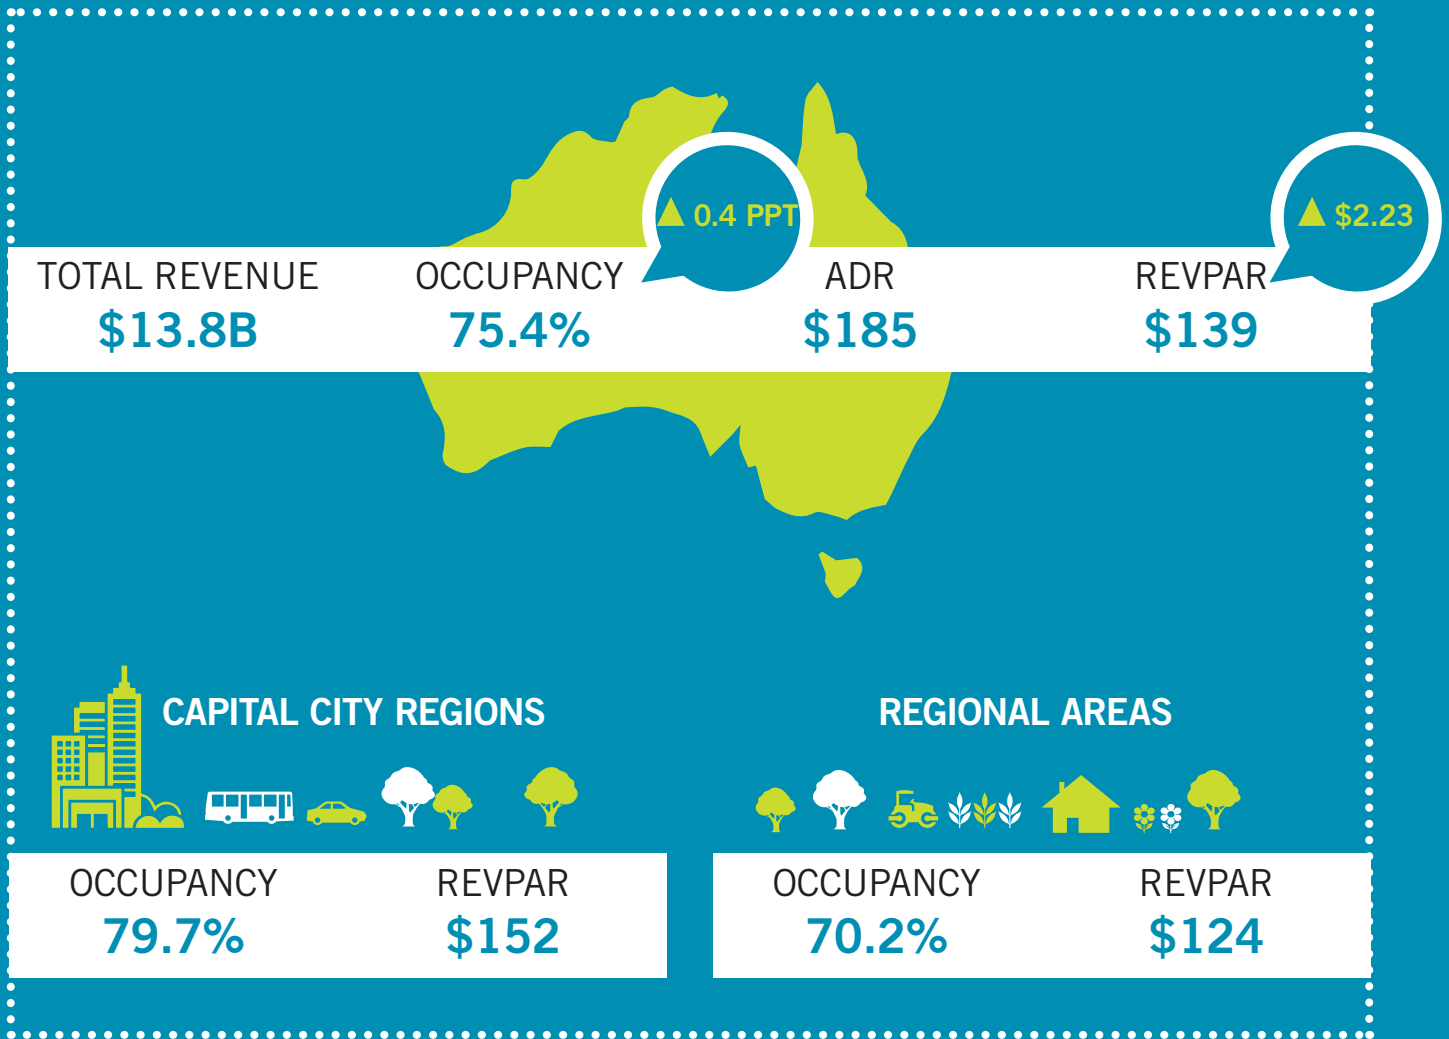 ▲ 0.4 PPT
▲ $2.23
TOTAL REVENUE
$13.8B
OCCUPANCY
75.4%
ADR
$185
REVPAR
$139
CAPITAL CITY REGIONS
OCCUPANCY
79.7%
REVPAR
$152
REGIONAL AREAS
OCCUPANCY
70.2%
REVPAR
$124